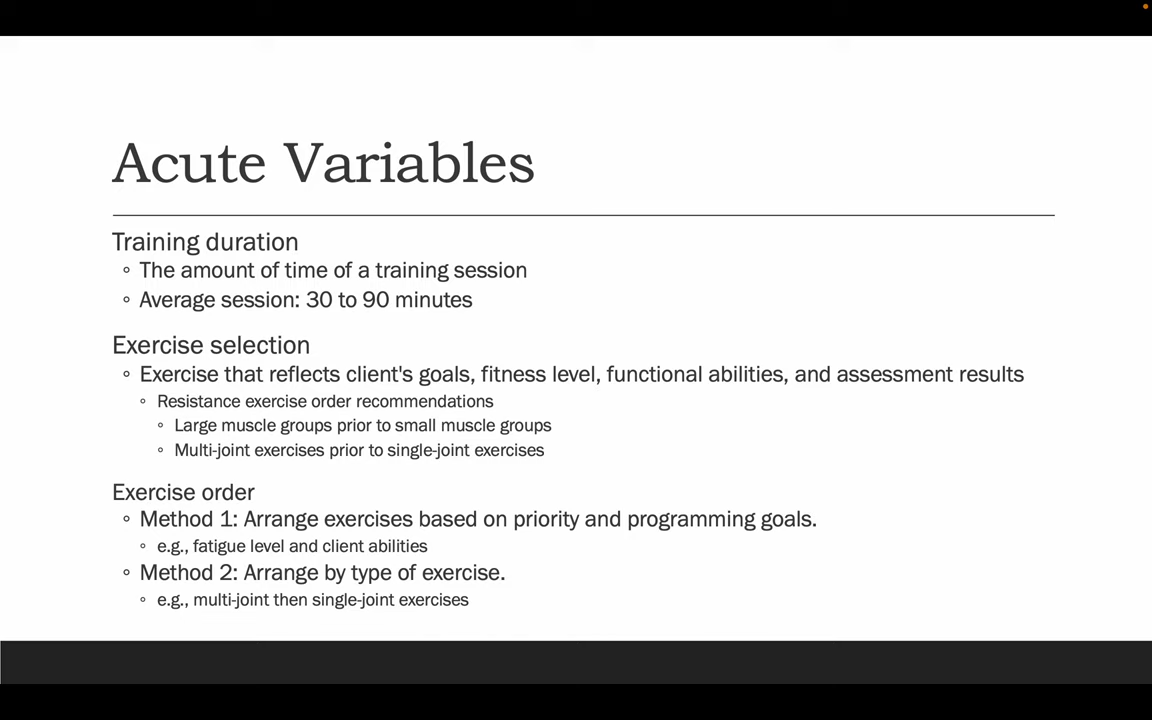 Acute Variables
Training duration
◦ The amount of time of a training session
◦ Average session: 30 to 90 minutes
Exercise selection
◦ Exercise that reflects client's goals, fitness level, functional abilities, and assessment results
◦ Resistance exercise order recommendations
◦ Large muscle groups prior to small muscle groups
◦ Multi-joint exercises prior to single-joint exercises
Exercise order
◦ Method 1: Arrange exercises based on priority and programming goals.
◦ e.g., fatigue level and client abilities
◦ Method 2: Arrange by type of exercise.
◦ e.g., multi-joint then single-joint exercises